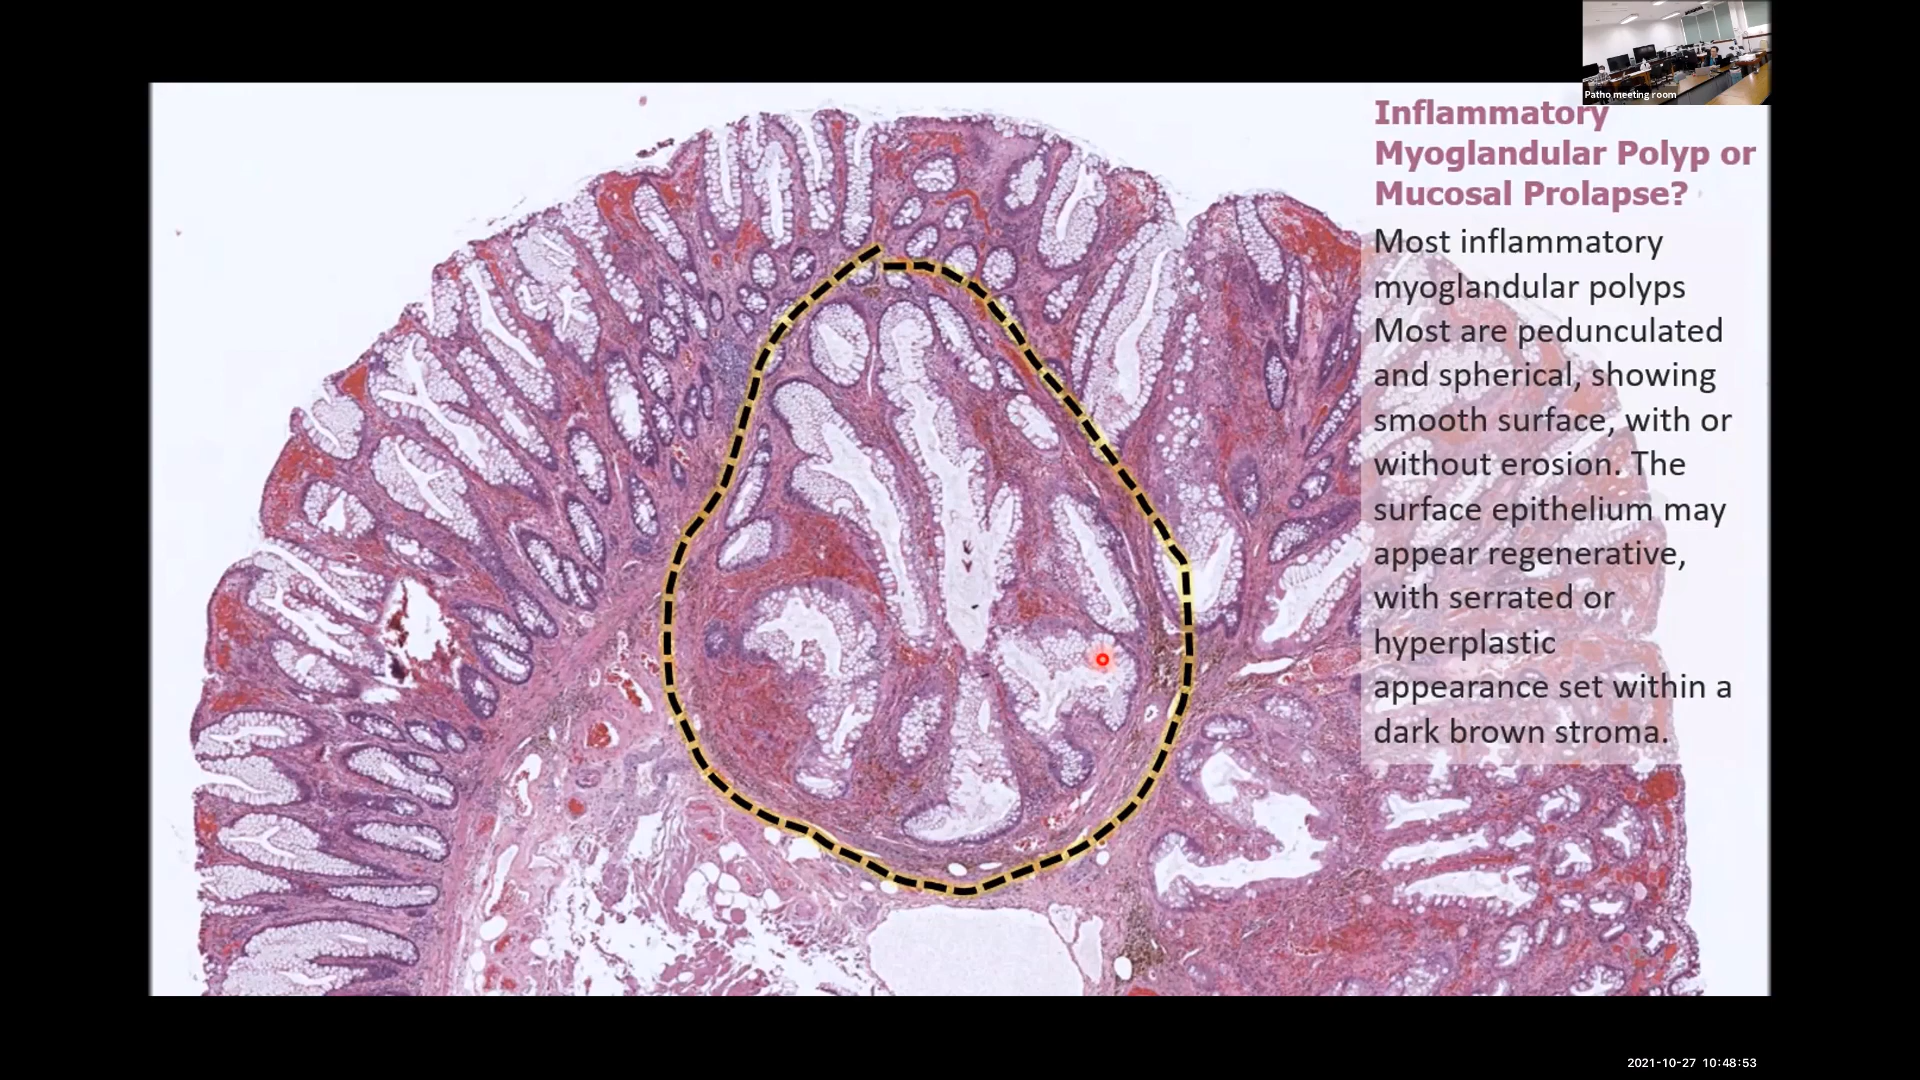 Patho meeting room
Inflammatory
Myoglandular Polyp or
Mucosal Prolapse?
Most inflammatory
myoglandular polyps
Most are pedunculated
and spherical, showing
smooth surface, with or
without erosion. The
surface epithelium may
appear regenerative,
with serrated or
hyperplastic
appearance set within a
dark brown stroma.
2021-10-27 10:48:53